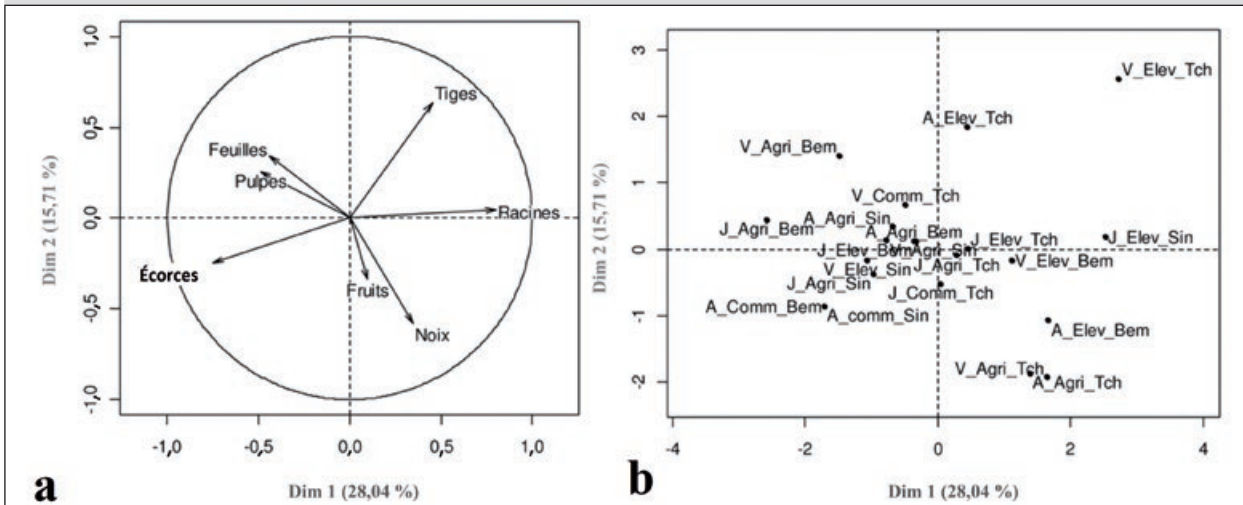 1,0
0,5
0,0
-0,5
-1,0
Dim 2 (15,71 %)
Tiges
Feuilles
Pulpes
Racines
Écorces
Fruits
Noix
-1,0 -0,5 0,0 0,5 1,0
Dim 1 (28,04 %)
a
3
2
1
0
-1
-2
Dim 2 (15,71 %)
V_Elev_Tch
A_Elev_Tch
V_Agri_Bem
V_Comm_Tch
J_Agri_Bem
A_Agri_Sin
A_Agri_Bem
J_Elev_Tch
J_Elev_Sin
J_Elev_Bem
V_Agri_Sin
V_Elev_Sin
J_Agri_Tch
V_Elev_Bem
J_Agri_Sin
J_Comm_Tch
A_Comm_Bem
A_comm_Sin
A_Elev_Bem
V_Agri_Tch
A_Agri_Tch
-4 -2 0 2 4
Dim 1 (28,04 %)
b